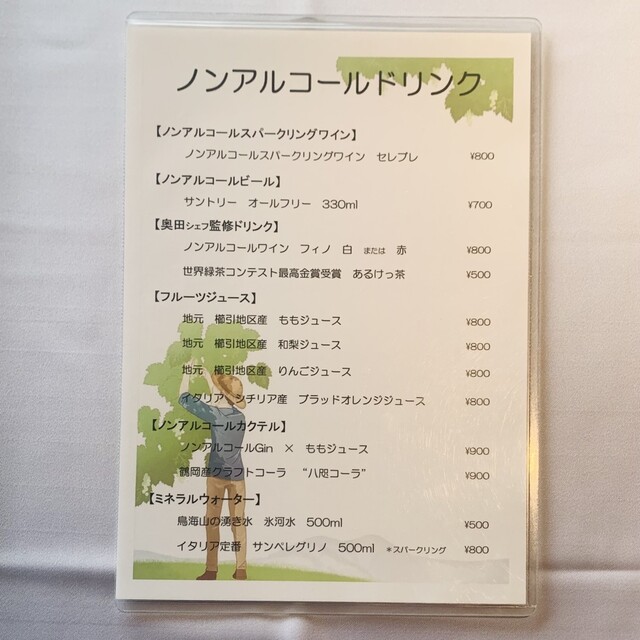 ノンアルコールドリンク
【ノンアルコールスパークリングワイン】
ノンアルコールスパークリングワイン　セレブレ　¥800
【ノンアルコールビール】
サントリー　オールフリー　330ml　¥700
【奥田シェフ監修ドリンク】
ノンアルコールワイン　フィノ　白　または　赤　¥800
世界緑茶コンテスト最高金賞受賞　あるけっ茶　¥500
【フルーツジュース】
地元　櫛引地区産　ももジュース　¥800
地元　櫛引地区産　和梨ジュース　¥800
地元　櫛引地区産　りんごジュース　¥800
イタリア　シチリア産　ブラッドオレンジジュース　¥800
【ノンアルコールカクテル】
ノンアルコールGin　×　ももジュース　¥900
鶴岡産クラフトコーラ　“八咫コーラ”　¥900
【ミネラルウォーター】
鳥海山の湧き水　氷河水　500ml　¥500
イタリア定番　サンペレグリノ　500ml　*スパークリング　¥800